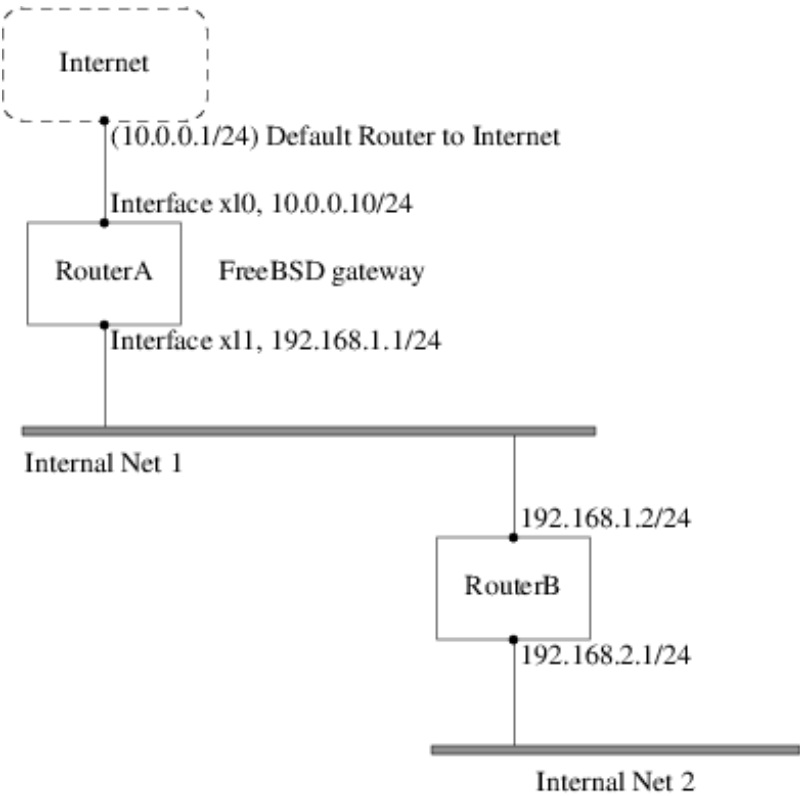 Internet
(10.0.0.1/24) Default Router to Internet
Interface xl0, 10.0.0.10/24
RouterA
FreeBSD gateway
Interface xl1, 192.168.1.1/24
Internal Net 1
192.168.1.2/24
RouterB
192.168.2.1/24
Internal Net 2